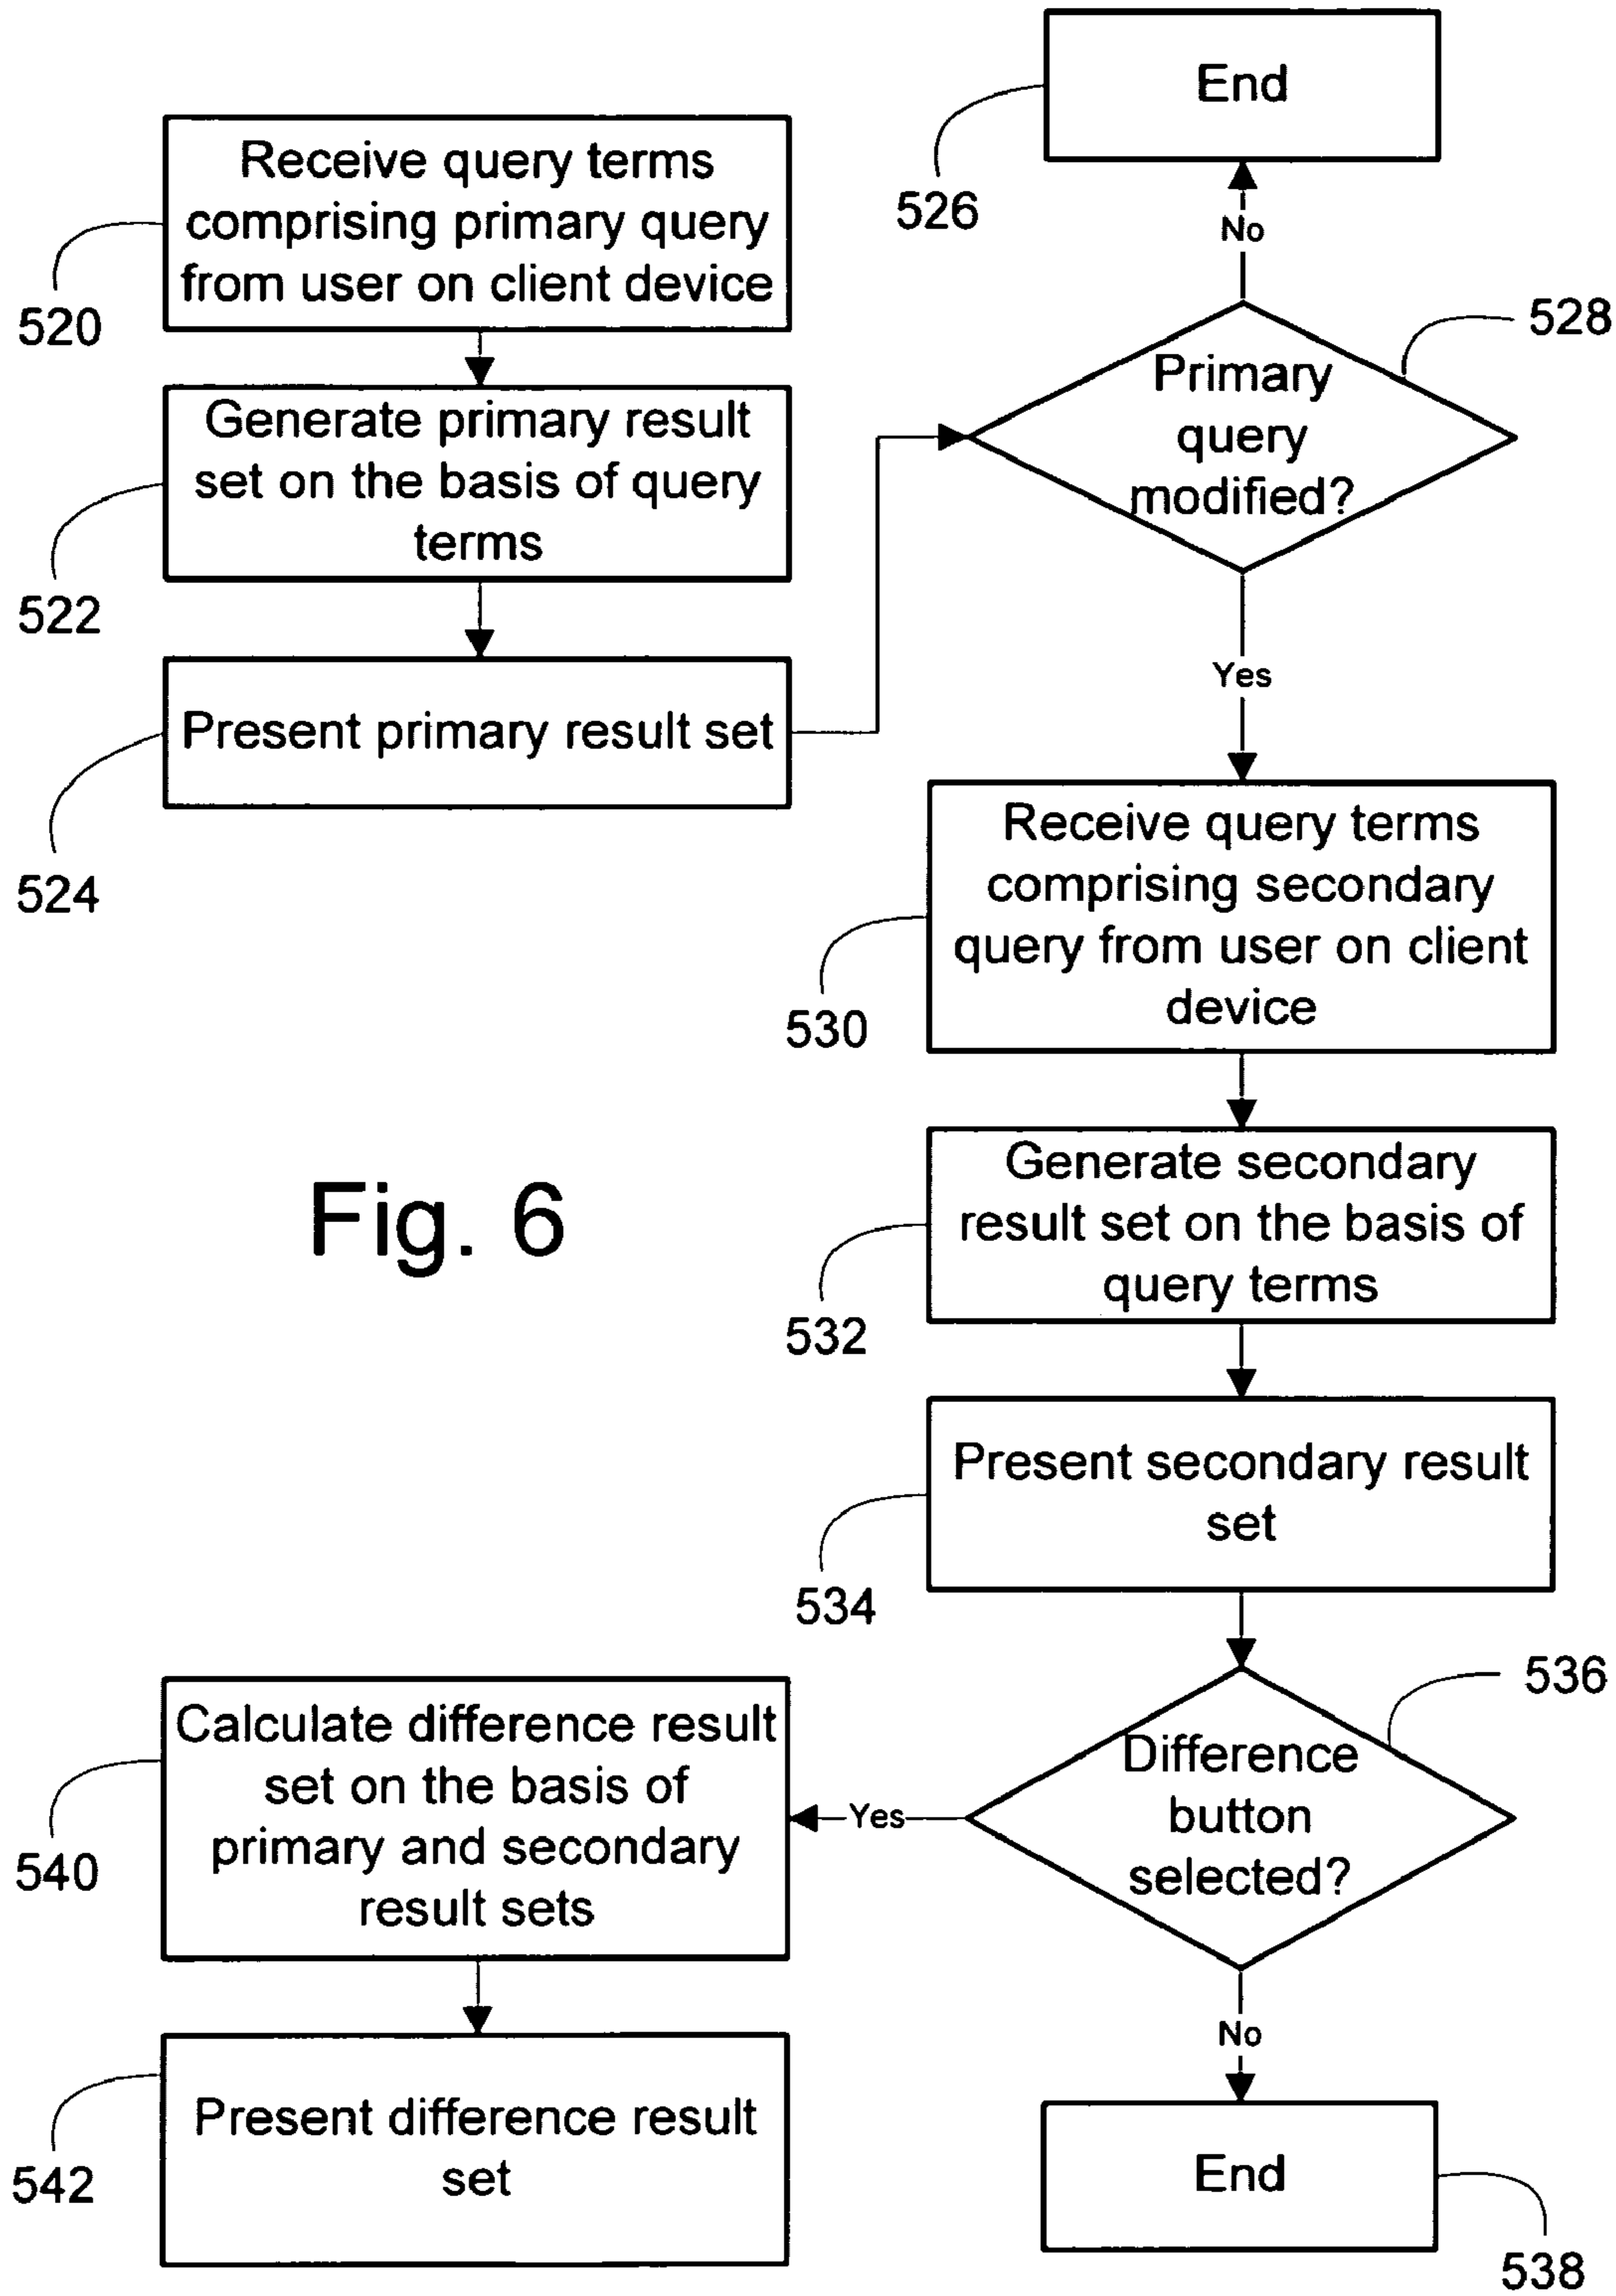 Receive query terms
comprising primary query
from user on client device
520
Generate primary result
set on the basis of query
terms
522
Present primary result set
524
End
526
No
Primary
query
modified?
528
Yes
Receive query terms
comprising secondary
query from user on client
device
530
Generate secondary
result set on the basis of
query terms
532
Present secondary result
set
534
Difference
button
selected?
536
Yes
Calculate difference result
set on the basis of
primary and secondary
result sets
540
Present difference result
set
542
No
End
538
Fig. 6